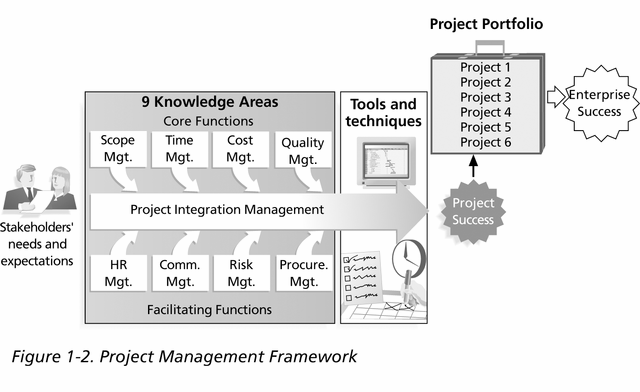 Project Portfolio
Project 1
Project 2
Project 3
Project 4
Project 5
Project 6
Enterprise
Success
9 Knowledge Areas
Core Functions
Scope
Mgt.
Time
Mgt.
Cost
Mgt.
Quality
Mgt.
Tools and
techniques
Project Integration Management
Stakeholders'
needs and
expectations
Project
Success
HR
Mgt.
Comm.
Mgt.
Risk
Mgt.
Procure.
Mgt.
Facilitating Functions
Figure 1-2. Project Management Framework